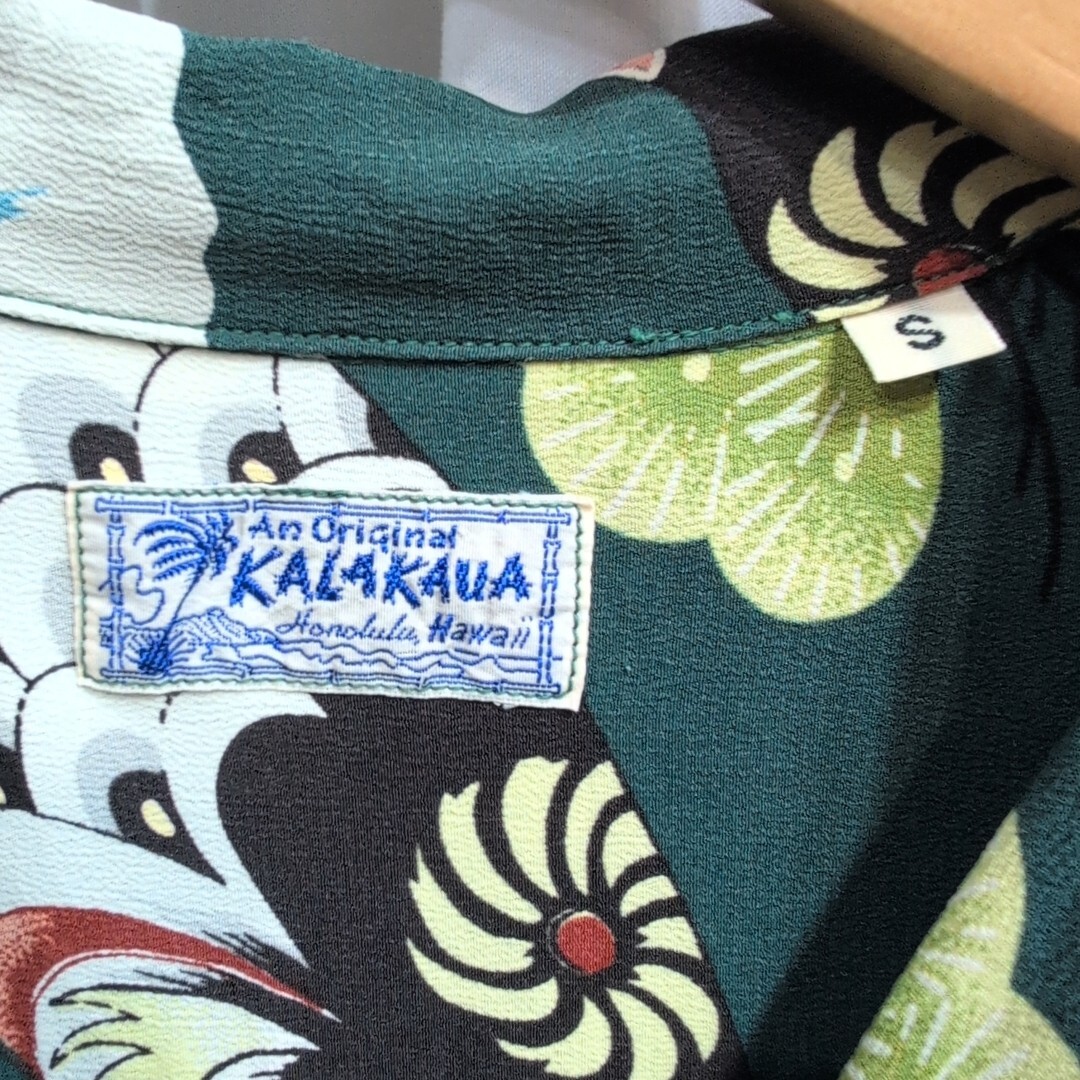 S
An Original
KALAKAUA
Honolulu, Hawaii